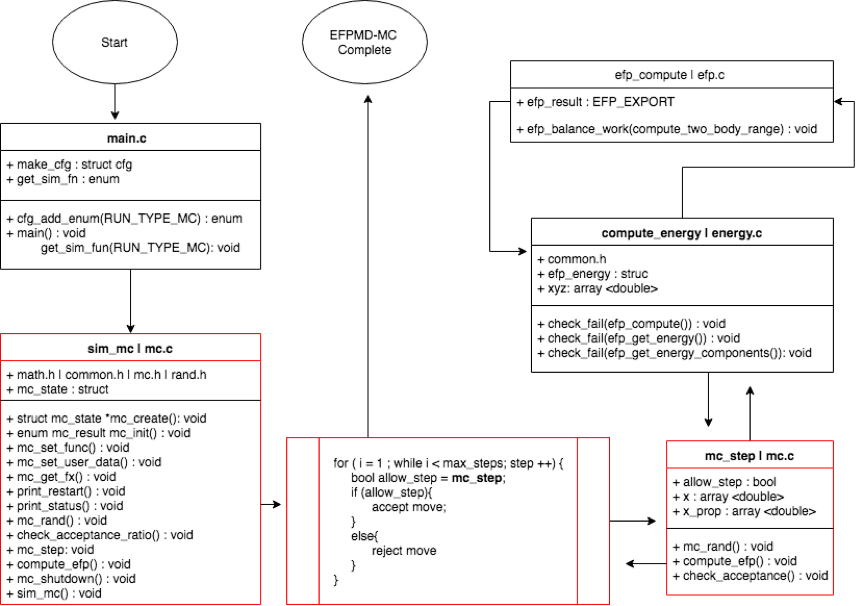 Start
EFPMD-MC
Complete
main.c
+ make_cfg : struct cfg
+ get_sim_fn : enum
+ cfg_add_enum(RUN_TYPE_MC) : enum
+ main() : void
get_sim_fun(RUN_TYPE_MC): void
sim_mc | mc.c
+ math.h | common.h | mc.h | rand.h
+ mc_state : struct
+ struct mc_state *mc_create(): void
+ enum mc_result mc_init() : void
+ mc_set_func() : void
+ mc_set_user_data() : void
+ mc_get_fx() : void
+ print_restart() : void
+ print_status() : void
+ mc_rand() : void
+ check_acceptance_ratio() : void
+ mc_step: void
+ compute_efp() : void
+ mc_shutdown() : void
+ sim_mc() : void
for ( i = 1 ; while i < max_steps; step ++) {
bool allow_step = mc_step;
if (allow_step){
accept move;
}
else{
reject move
}
}
efp_compute | efp.c
+ efp_result : EFP_EXPORT
+ efp_balance_work(compute_two_body_range) : void
compute_energy | energy.c
+ common.h
+ efp_energy : struc
+ xyz: array <double>
+ check_fail(efp_compute()) : void
+ check_fail(efp_get_energy()) : void
+ check_fail(efp_get_energy_components()): void
mc_step | mc.c
+ allow_step : bool
+ x : array <double>
+ x_prop : array <double>
+ mc_rand() : void
+ compute_efp() : void
+ check_acceptance() : void